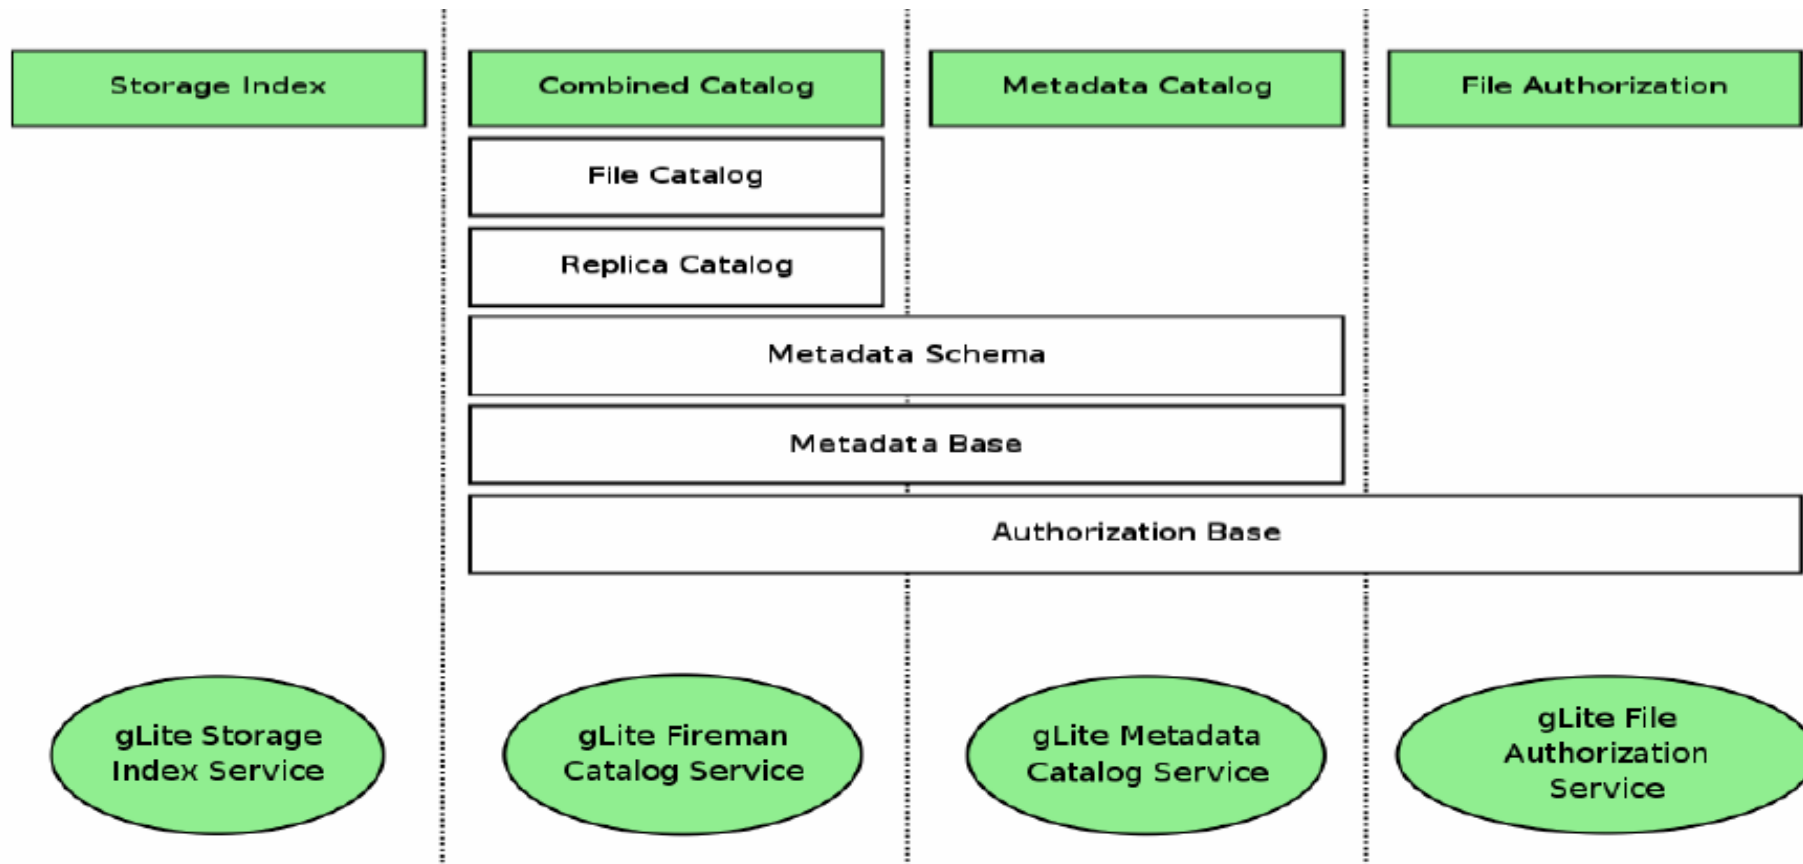 Storage Index
Combined Catalog
Metadata Catalog
File Authorization
File Catalog
Replica Catalog
Metadata Schema
Metadata Base
Authorization Base
gLite Storage
Index Service
gLite Fireman
Catalog Service
gLite Metadata
Catalog Service
gLite File
Authorization
Service